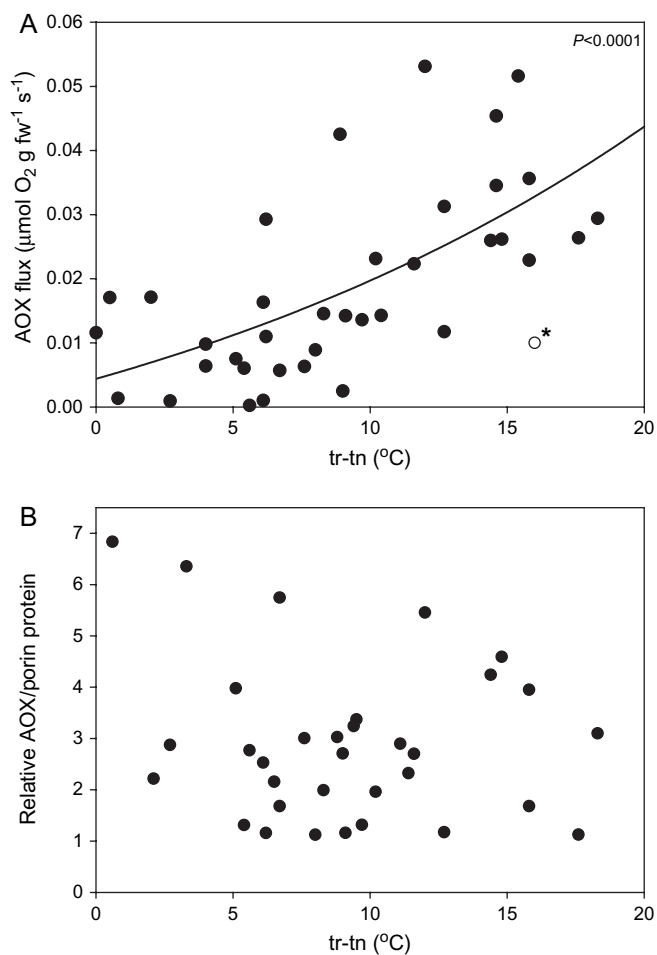 A
P<0.0001
AOX flux (μmol O₂ g fw⁻¹ s⁻¹)
0.06
0.05
0.04
0.03
0.02
0.01
0.00
*
0 5 10 15 20
tr-tn (°C)
B
Relative AOX/porin protein
7
6
5
4
3
2
1
0
0 5 10 15 20
tr-tn (°C)